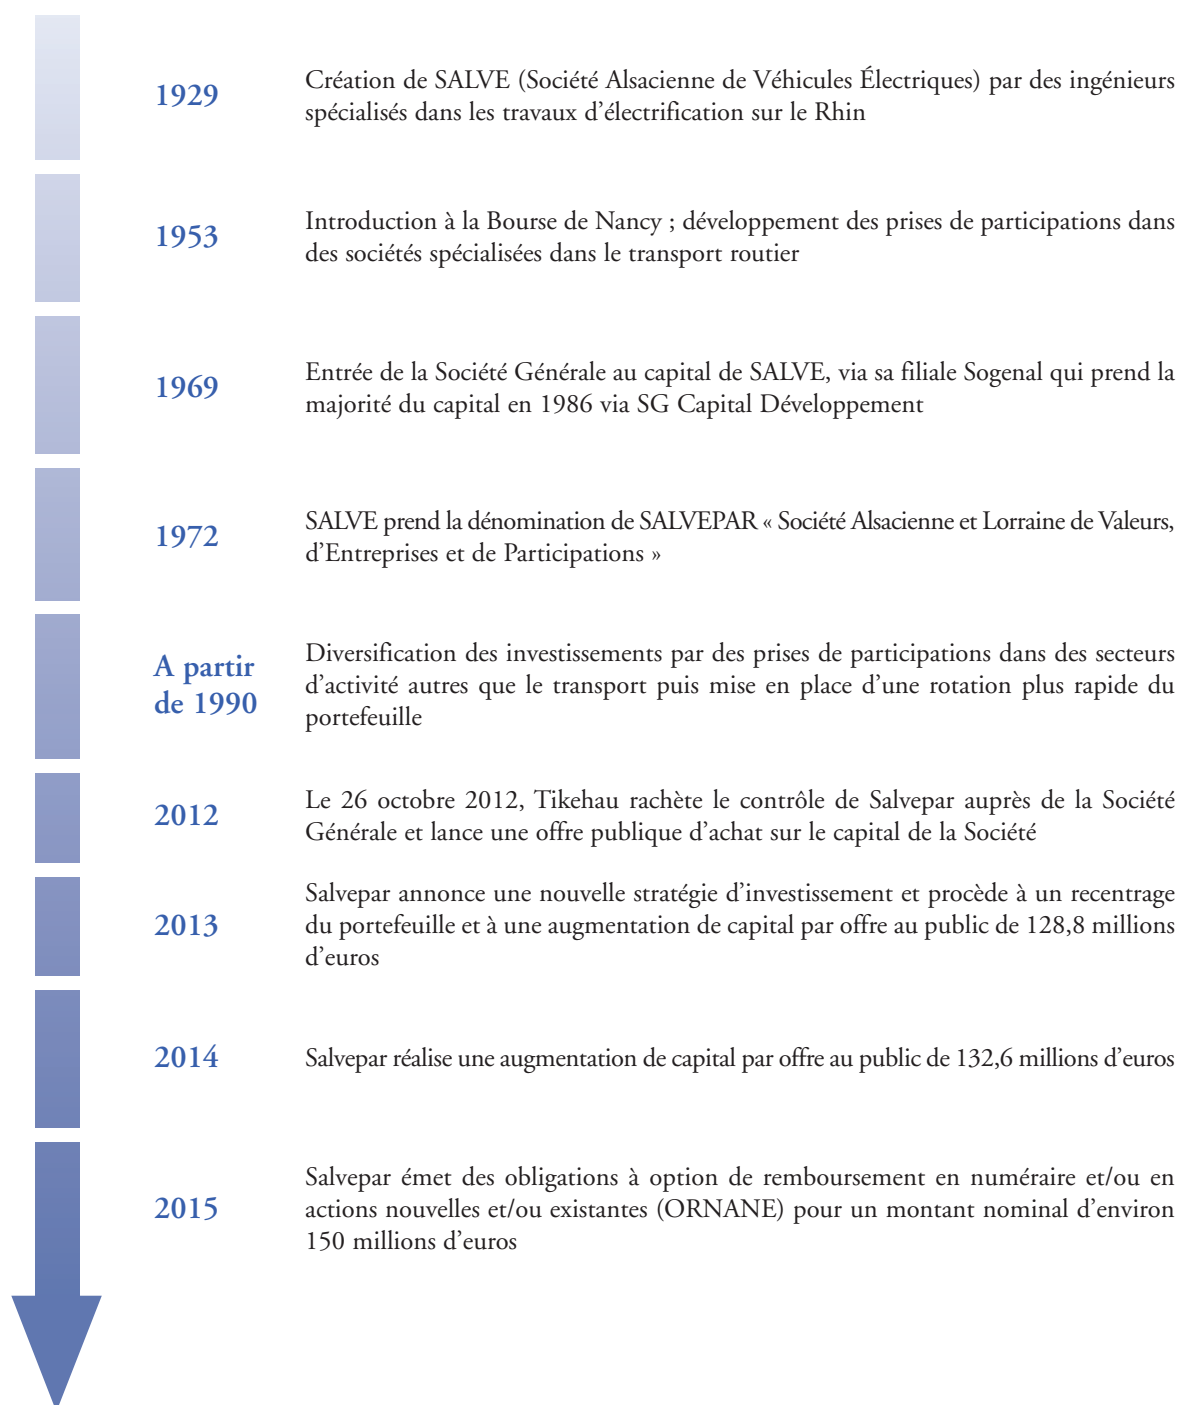 1929
Création de SALVE (Société Alsacienne de Véhicules Électriques) par des ingénieurs
spécialisés dans les travaux d’électrification sur le Rhin
1953
Introduction à la Bourse de Nancy ; développement des prises de participations dans
des sociétés spécialisées dans le transport routier
1969
Entrée de la Société Générale au capital de SALVE, via sa filiale Sogenal qui prend la
majorité du capital en 1986 via SG Capital Développement
1972
SALVE prend la dénomination de SALVEPAR « Société Alsacienne et Lorraine de Valeurs,
d’Entreprises et de Participations »
A partir
de 1990
Diversification des investissements par des prises de participations dans des secteurs
d’activité autres que le transport puis mise en place d’une rotation plus rapide du
portefeuille
2012
Le 26 octobre 2012, Tikehau rachète le contrôle de Salvepar auprès de la Société
Générale et lance une offre publique d’achat sur le capital de la Société
2013
Salvepar annonce une nouvelle stratégie d’investissement et procède à un recentrage
du portefeuille et à une augmentation de capital par offre au public de 128,8 millions
d’euros
2014
Salvepar réalise une augmentation de capital par offre au public de 132,6 millions d’euros
2015
Salvepar émet des obligations à option de remboursement en numéraire et/ou en
actions nouvelles et/ou existantes (ORNANE) pour un montant nominal d’environ
150 millions d’euros